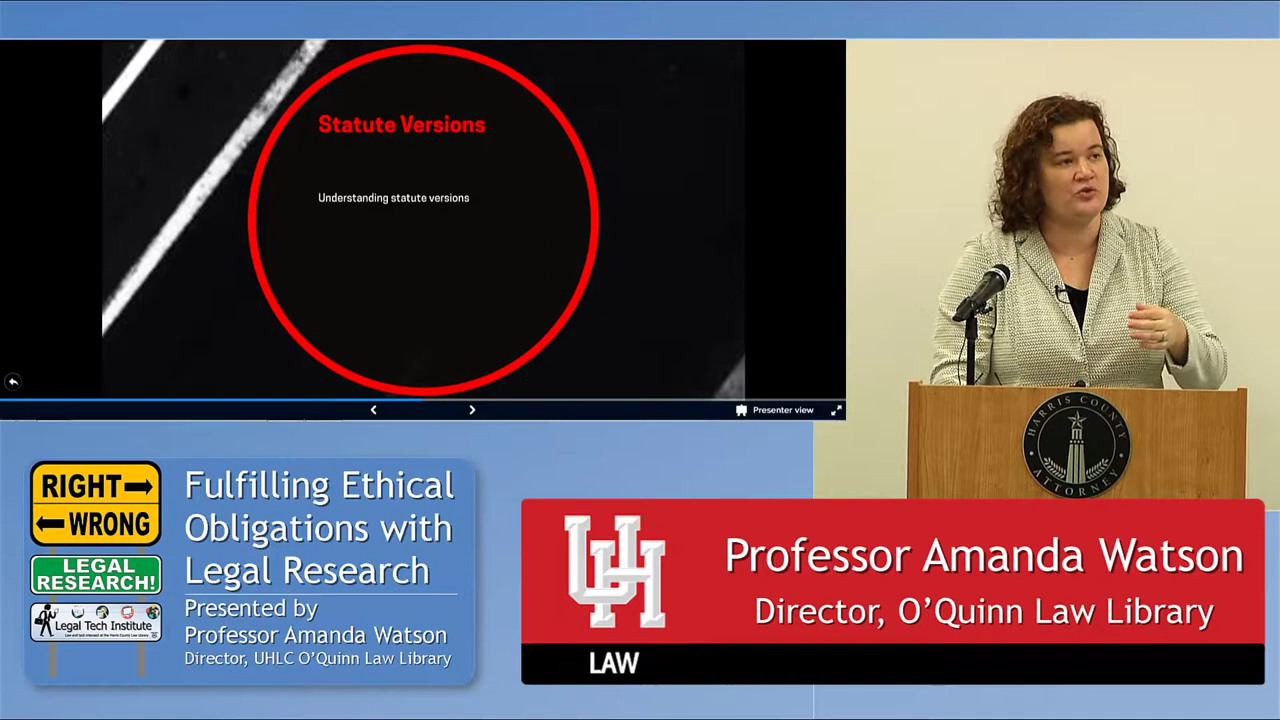 Statute Versions
Understanding statute versions
Presenter view
HARRIS COUNTY
ATTORNEY
RIGHT
WRONG
LEGAL
RESEARCH!
Legal Tech Institute
Fulfilling Ethical
Obligations with
Legal Research
Presented by
Professor Amanda Watson
Director, UHLC O'Quinn Law Library
UH
LAW
Professor Amanda Watson
Director, O'Quinn Law Library